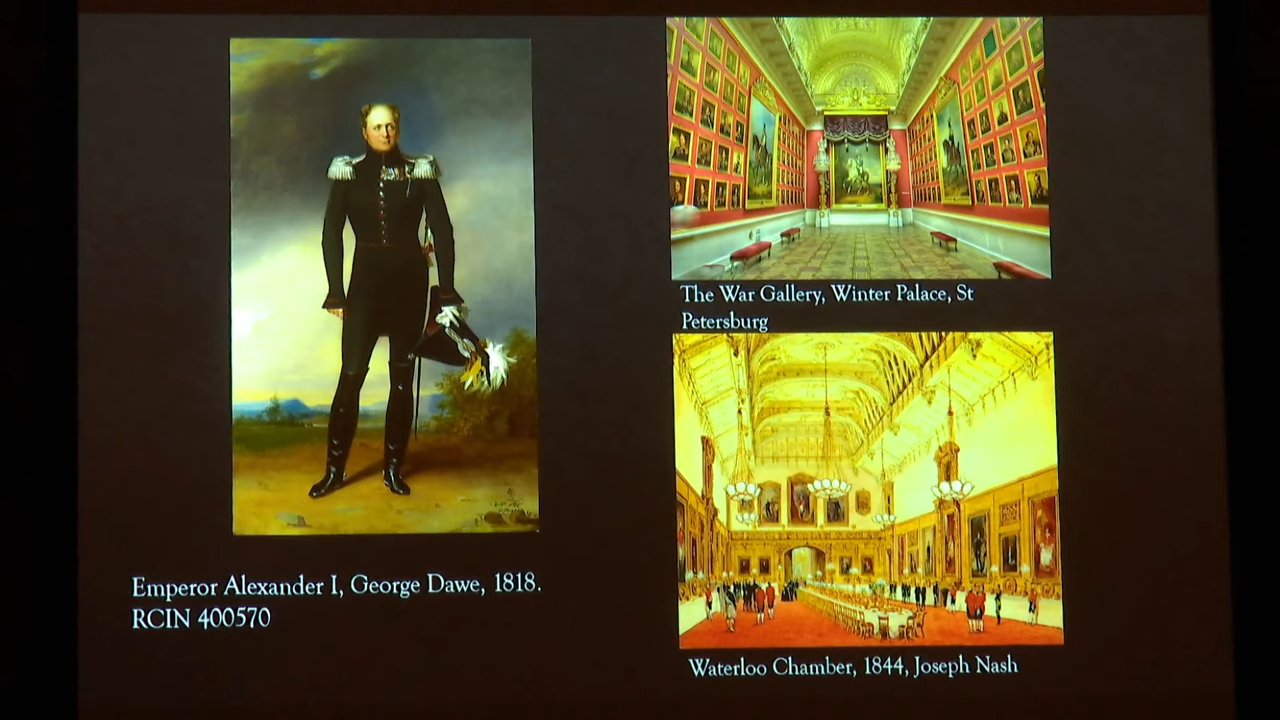 Emperor Alexander I, George Dawe, 1818.
RCIN 400570
The War Gallery, Winter Palace, St
Petersburg
Waterloo Chamber, 1844, Joseph Nash